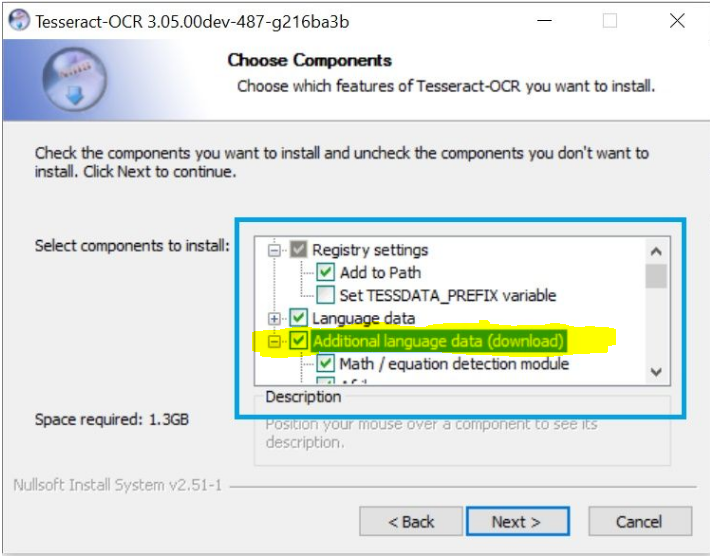 Tesseract-OCR 3.05.00dev-487-g216ba3b
Choose Components
Choose which features of Tesseract-OCR you want to install.
Check the components you want to install and uncheck the components you don't want to
install. Click Next to continue.
Select components to install:
Registry settings
Add to Path
Set TESSDATA_PREFIX variable
Language data
Additional language data (download)
Math / equation detection module
Space required: 1.3GB
Description
Position your mouse over a component to see its
description.
Nullsoft Install System v2.51-1
< Back
Next >
Cancel